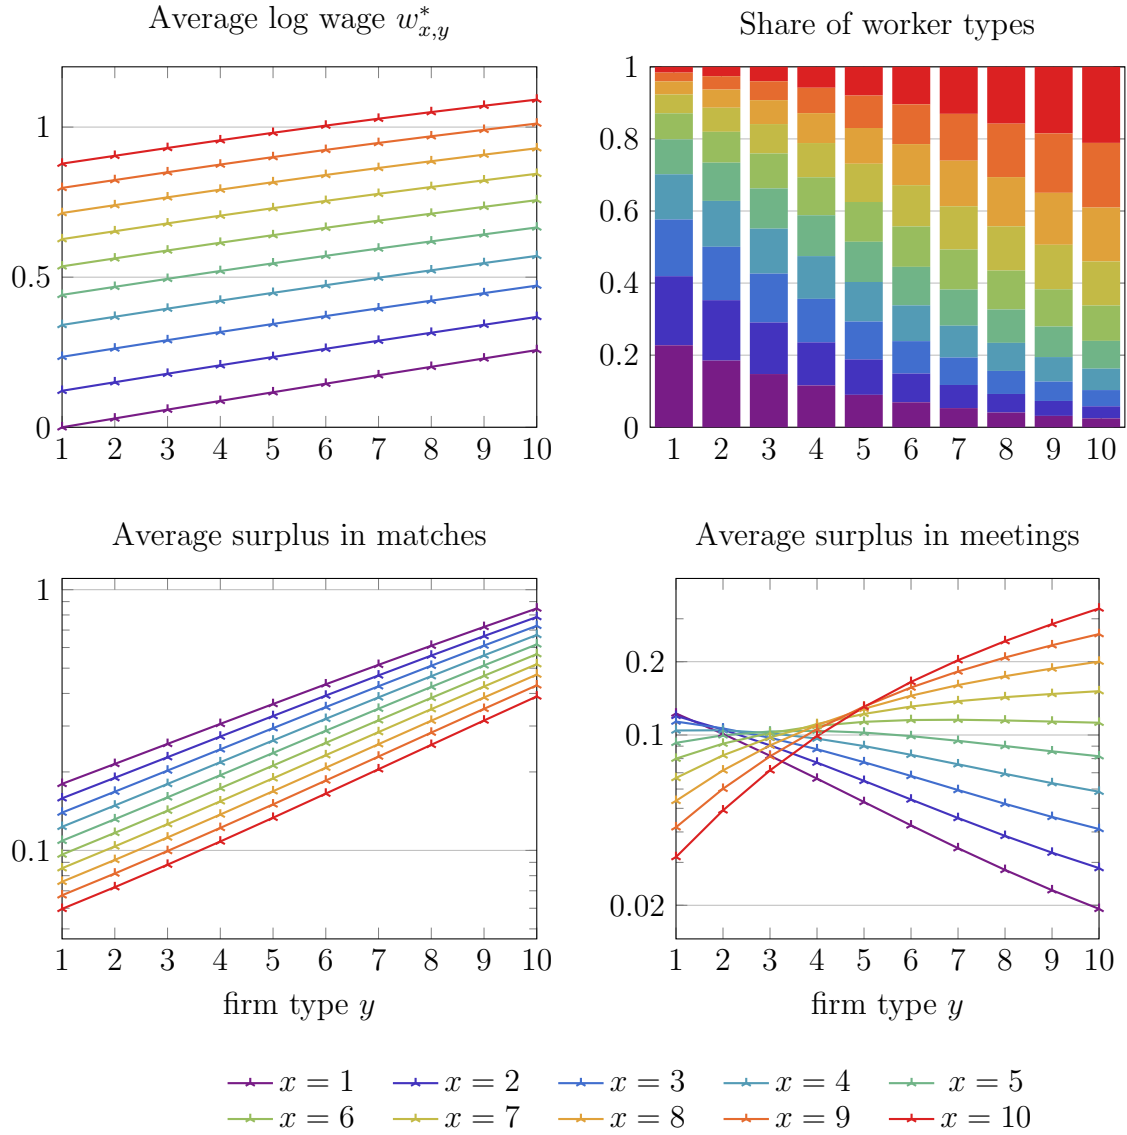 Average log wage w*x,y
1
0.5
0
1 2 3 4 5 6 7 8 9 10
Share of worker types
1
0.8
0.6
0.4
0.2
0
1 2 3 4 5 6 7 8 9 10
Average surplus in matches
1
0.1
1 2 3 4 5 6 7 8 9 10
firm type y
Average surplus in meetings
0.2
0.1
0.02
1 2 3 4 5 6 7 8 9 10
firm type y
x = 1 x = 2 x = 3 x = 4 x = 5
x = 6 x = 7 x = 8 x = 9 x = 10